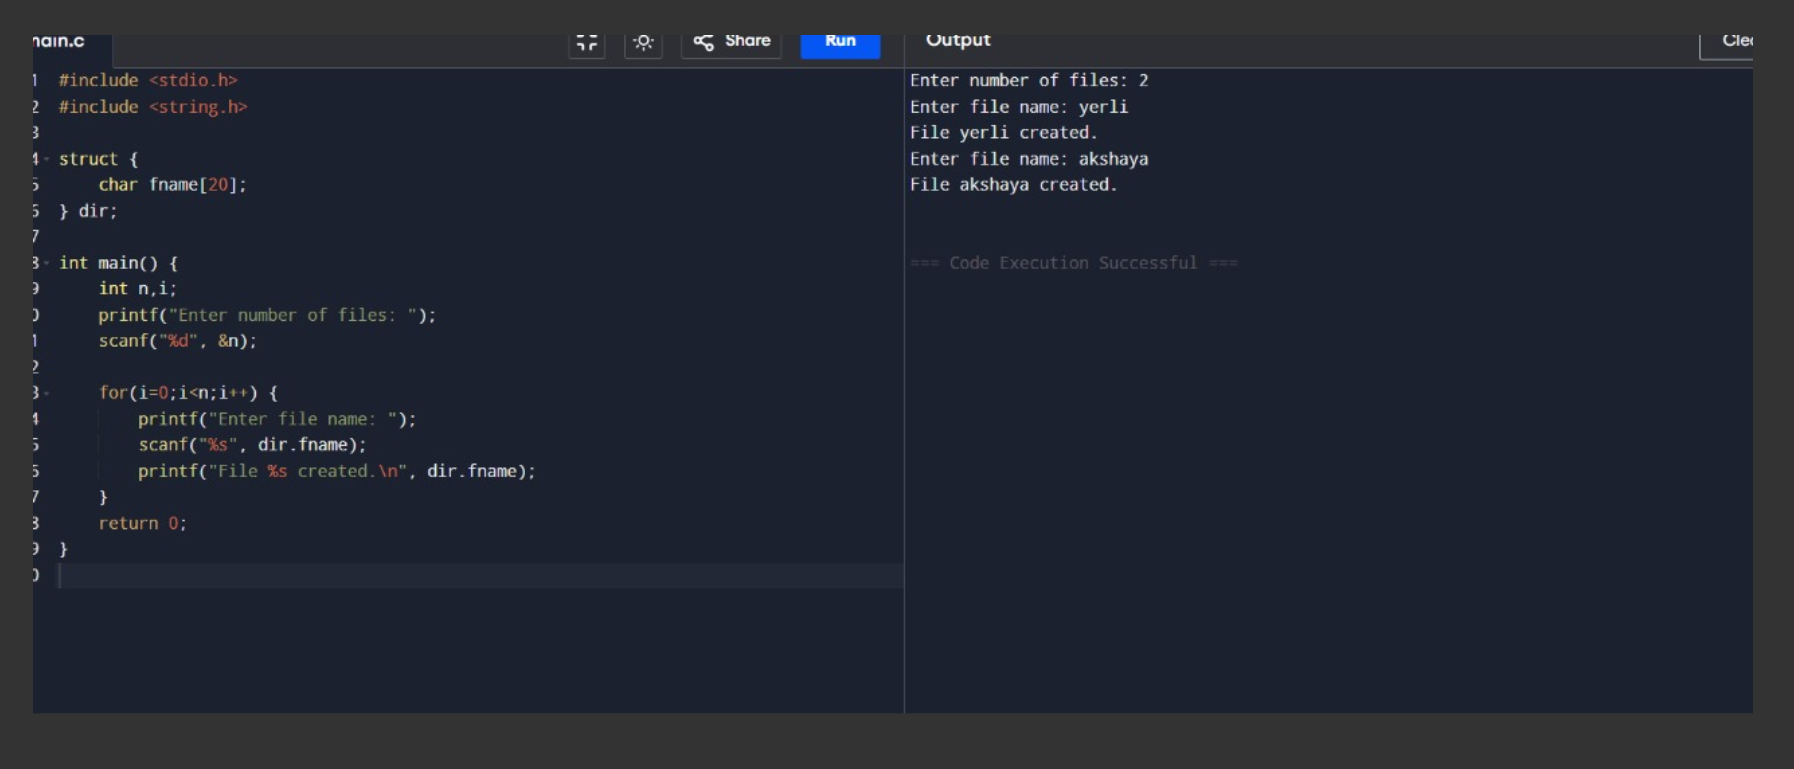 main.c Share Run Output
1 #include <stdio.h>
2 #include <string.h>
3
4 struct {
5 char fname[20];
6 } dir;
7
8 int main() {
9 int n,i;
0 printf("Enter number of files: ");
1 scanf("%d", &n);
2
3 for(i=0;i<n;i++) {
4 printf("Enter file name: ");
5 scanf("%s", dir.fname);
6 printf("File %s created.\n", dir.fname);
7 }
8 return 0;
9 }
0
Enter number of files: 2
Enter file name: yerli
File yerli created.
Enter file name: akshaya
File akshaya created.
=== Code Execution Successful ===